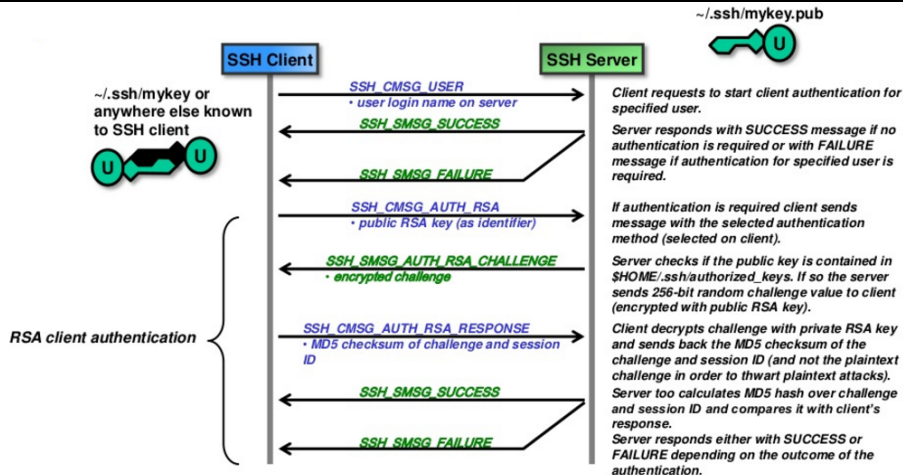 ~/.ssh/mykey.pub
U
SSH Client
SSH Server
~/.ssh/mykey or
anywhere else known
to SSH client
U
U
SSH_CMSG_USER
• user login name on server
Client requests to start client authentication for
specified user.
SSH_SMSG_SUCCESS
SSH_SMSG_FAILURE
Server responds with SUCCESS message if no
authentication is required or with FAILURE
message if authentication for specified user is
required.
SSH_CMSG_AUTH_RSA
• public RSA key (as identifier)
If authentication is required client sends
message with the selected authentication
method (selected on client).
SSH_SMSG_AUTH_RSA_CHALLENGE
• encrypted challenge
Server checks if the public key is contained in
$HOME/.ssh/authorized_keys. If so the server
sends 256-bit random challenge value to client
(encrypted with public RSA key).
RSA client authentication
SSH_CMSG_AUTH_RSA_RESPONSE
• MD5 checksum of challenge and session
ID
Client decrypts challenge with private RSA key
and sends back the MD5 checksum of the
challenge and session ID (and not the plaintext
challenge in order to thwart plaintext attacks).
SSH_SMSG_SUCCESS
Server too calculates MD5 hash over challenge
and session ID and compares it with client's
response.
SSH_SMSG_FAILURE
Server responds either with SUCCESS or
FAILURE depending on the outcome of the
authentication.